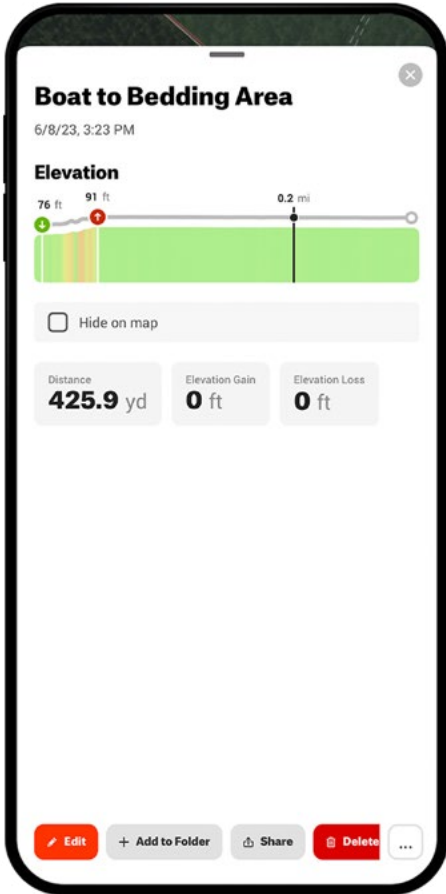 Boat to Bedding Area
6/8/23, 3:23 PM
Elevation
76 ft 91 ft 0.2 mi
Hide on map
Distance Elevation Gain Elevation Loss
425.9 yd 0 ft 0 ft
Edit + Add to Folder Share Delete ...